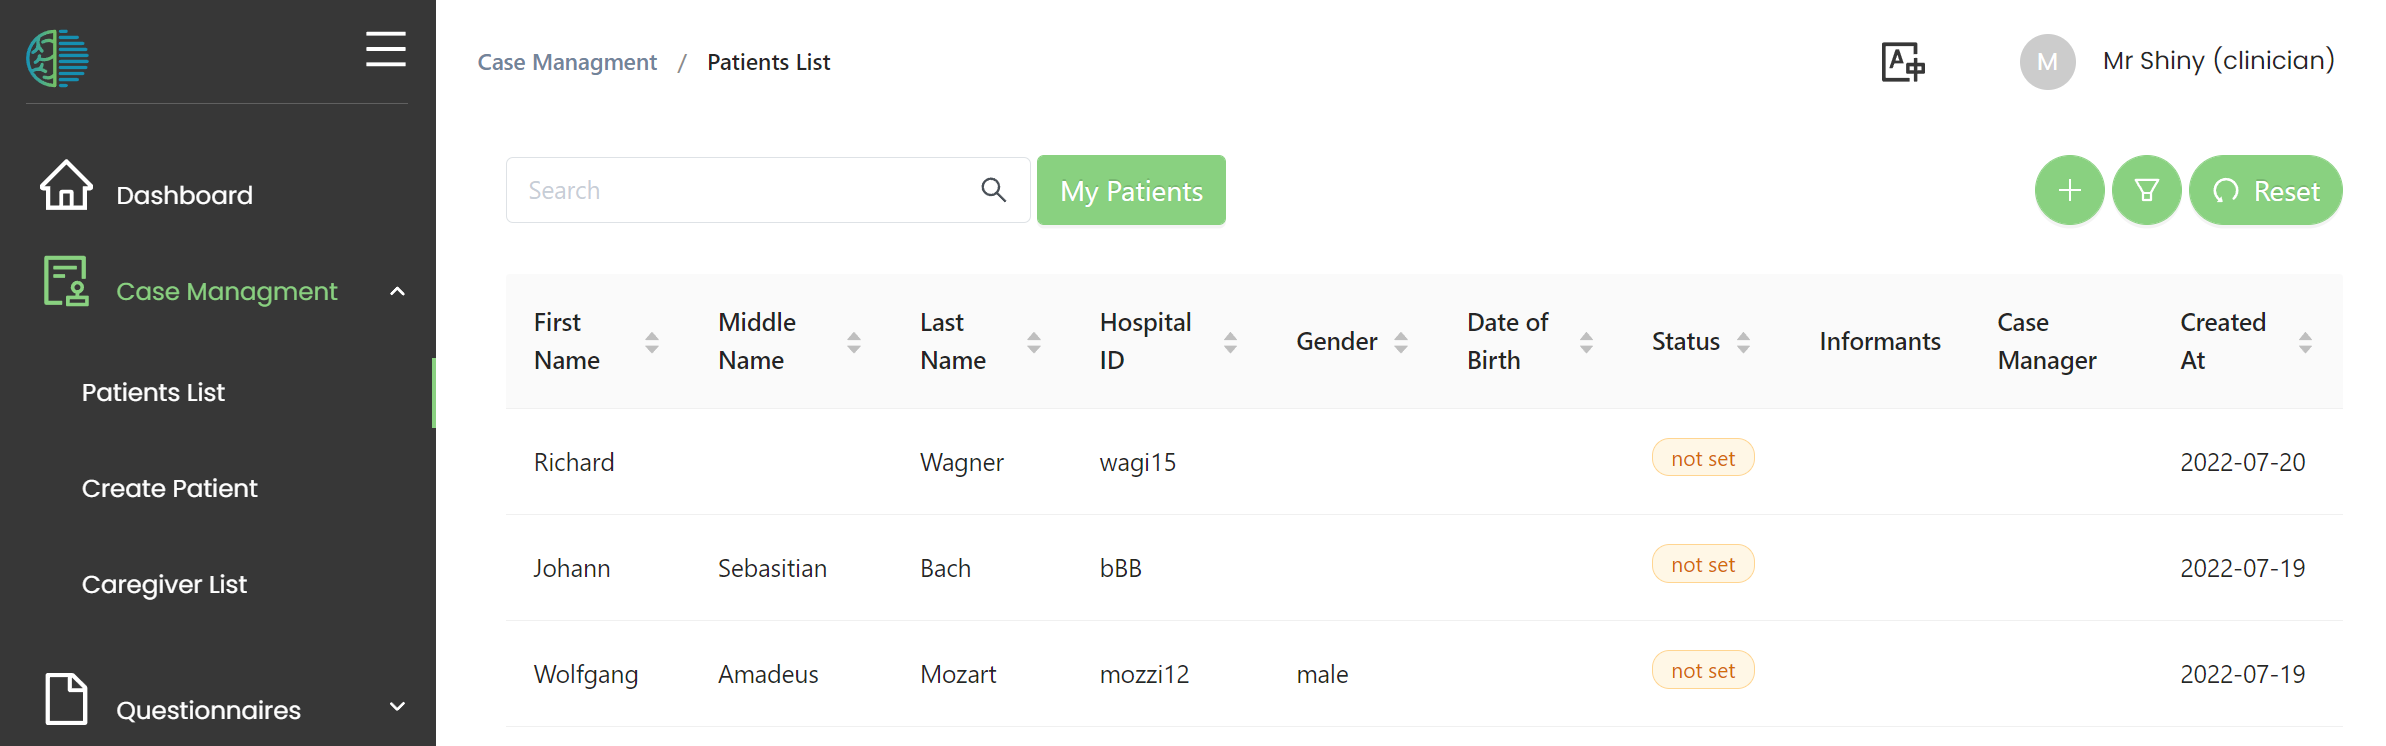 Case Managment / Patients List
A
M
Mr Shiny (clinician)
Dashboard
Case Managment
Patients List
Create Patient
Caregiver List
Questionnaires
Search
My Patients
Reset
First Name Middle Name Last Name Hospital ID Gender Date of Birth Status Informants Case Manager Created At
Richard Wagner wagi15 not set 2022-07-20
Johann Sebasitian Bach bBB not set 2022-07-19
Wolfgang Amadeus Mozart mozzi12 male not set 2022-07-19